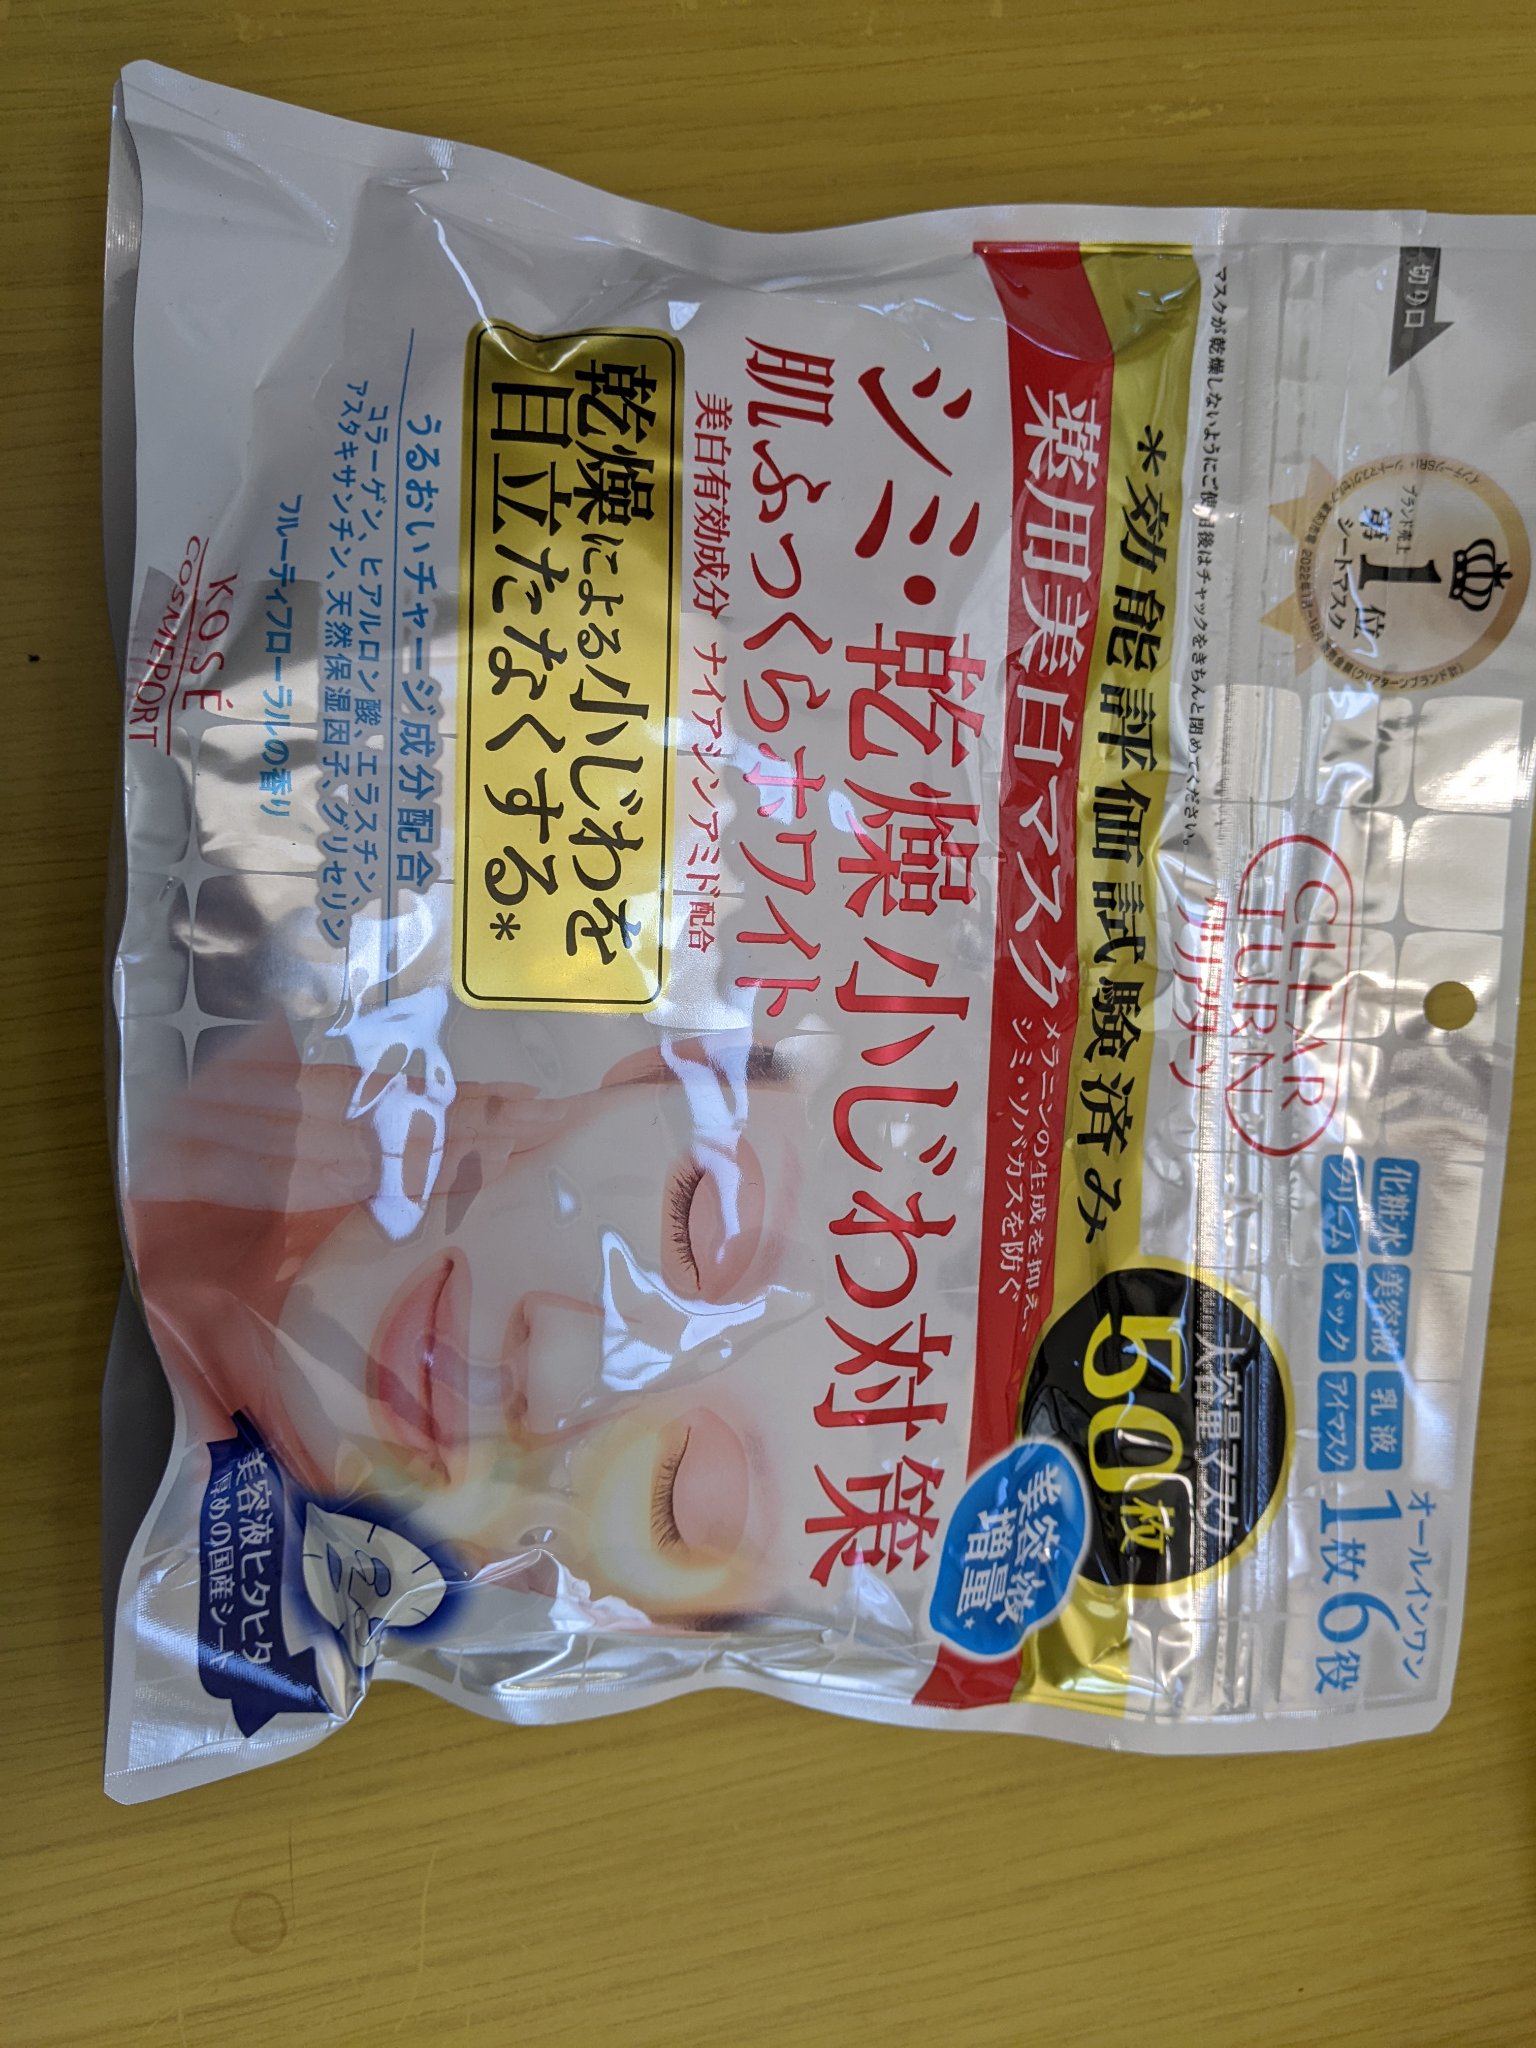 切り口
ブランド売上
第1位
シートマスク
CLEAR
TURN
クリアターン
化粧水 美容液 乳液
クリーム パック アイマスク
オールインワン
1枚6役
マスクが乾燥しないようにご使用後はチャックをきちんと閉めてください。
*効能評価試験済み
大容量マスク
50枚
薬用美白マスク
メラニンの生成を抑え、
シミ・ソバカスを防ぐ
美容液
増量*
シミ・乾燥小じわ対策
肌ふっくらホワイト
美白有効成分 ナイアシンアミド配合
乾燥による小じわを
目立たなくする*
うるおいチャージ成分配合
コラーゲン、ヒアルロン酸、エラスチン、
アスタキサンチン、天然保湿因子、グリセリン
フルーティフローラルの香り
KOSÉ
COSMEPORT
美容液ヒタヒタ
厚めの国産シート